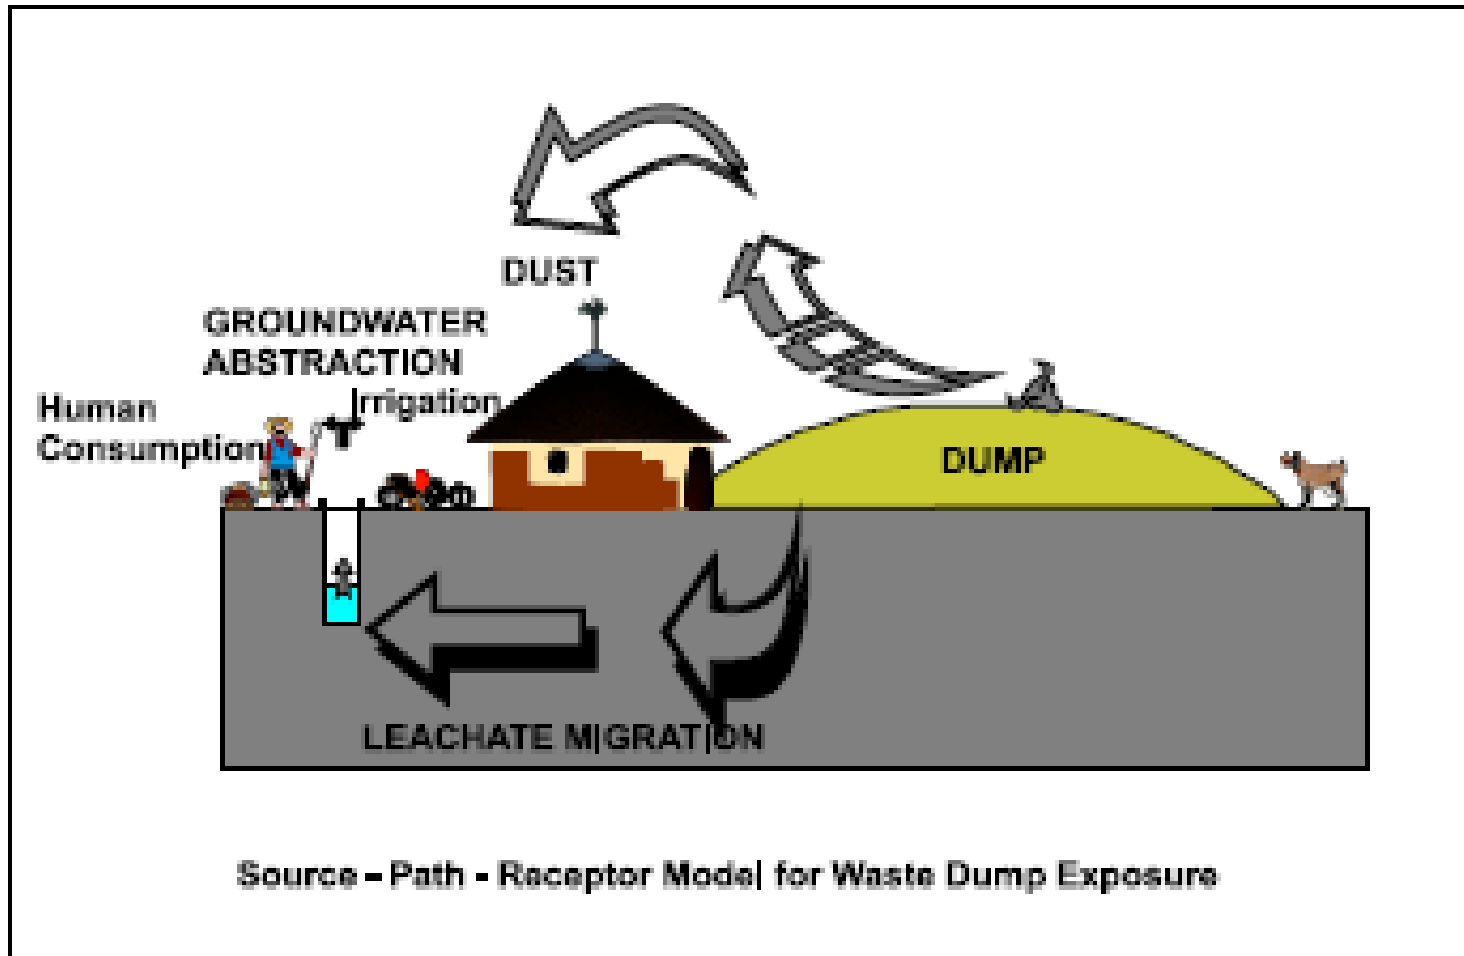 DUST
GROUNDWATER
ABSTRACTION
Irrigation
Human
Consumption
DUMP
LEACHATE MIGRATION
Source - Path - Receptor Model for Waste Dump Exposure